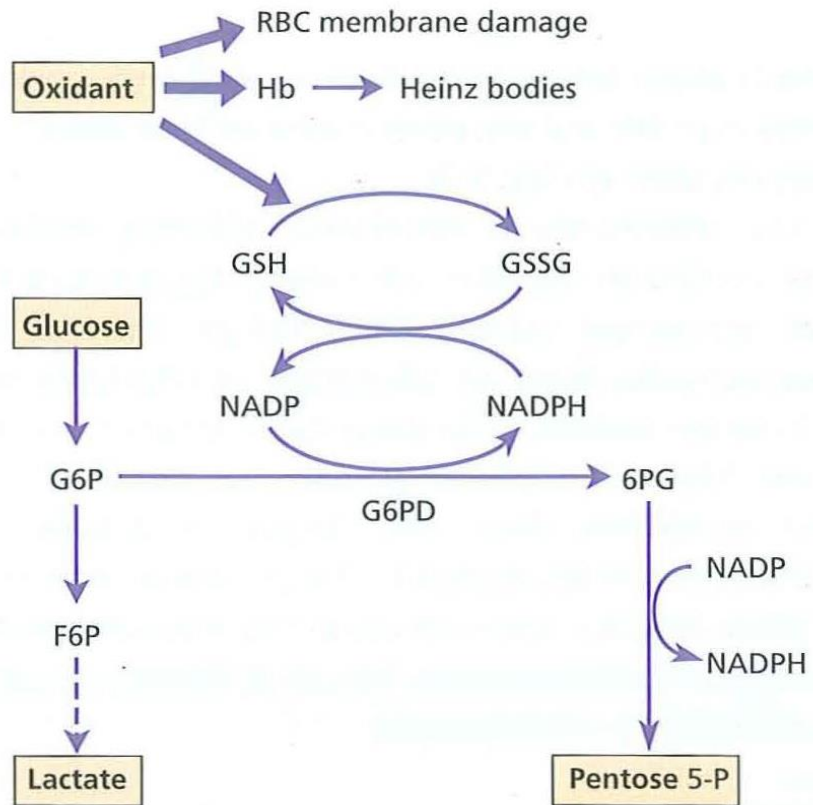 RBC membrane damage
Oxidant
Hb
Heinz bodies
GSH
GSSG
Glucose
NADP
NADPH
G6P
6PG
G6PD
NADP
F6P
NADPH
Lactate
Pentose 5-P